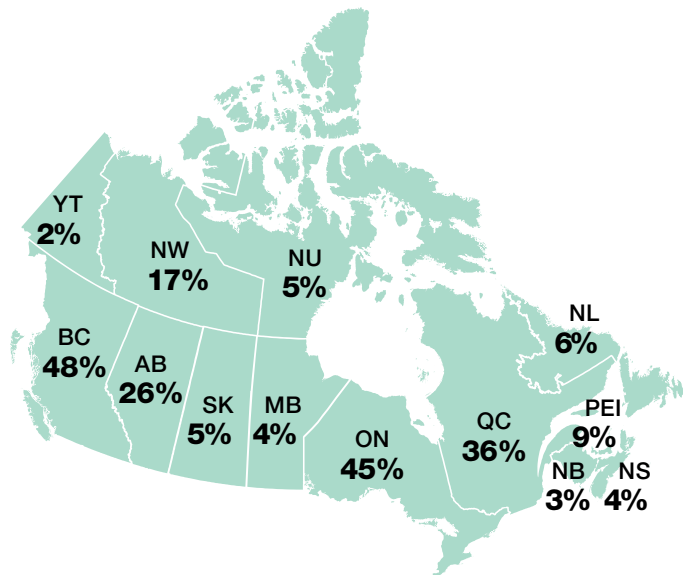 YT
2%
NW
17%
NU
5%
NL
6%
BC
48%
AB
26%
SK
5%
MB
4%
ON
45%
QC
36%
PEI
9%
NB
3%
NS
4%